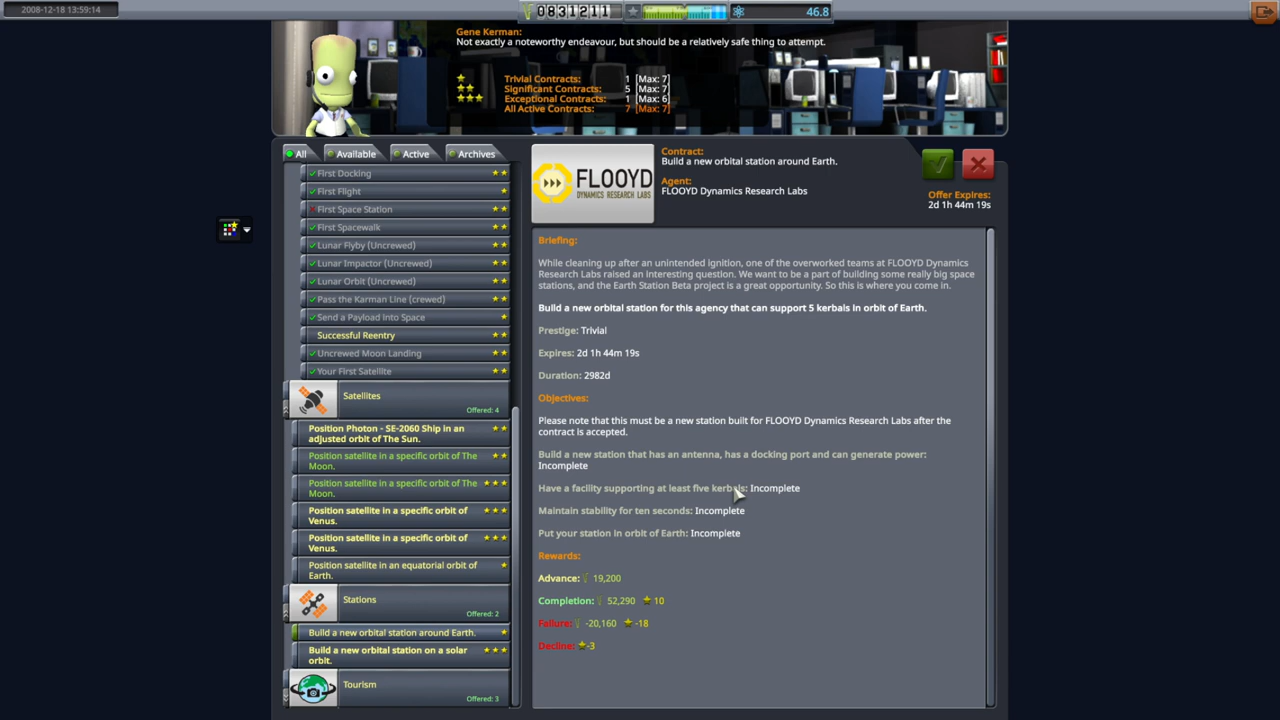 2008-12-18 13:59:14
0831211
46.8
Gene Kerman:
Not exactly a noteworthy endeavour, but should be a relatively safe thing to attempt.
Trivial Contracts: 1 [Max: 7]
Significant Contracts: 5 [Max: 7]
Exceptional Contracts: 1 [Max: 6]
All Active Contracts: 7 [Max: 7]
All
Available
Active
Archives
First Docking
First Flight
First Space Station
First Spacewalk
Lunar Flyby (Uncrewed)
Lunar Impactor (Uncrewed)
Lunar Orbit (Uncrewed)
Pass the Karman Line (crewed)
Send a Payload Into Space
Successful Reentry
Uncrewed Moon Landing
Your First Satellite
Satellites
Offered: 4
Position Photon - SE-2060 Ship in an
adjusted orbit of The Sun.
Position satellite in a specific orbit of The
Moon.
Position satellite in a specific orbit of The
Moon.
Position satellite in a specific orbit of
Venus.
Position satellite in a specific orbit of
Venus.
Position satellite in an equatorial orbit of
Earth.
Stations
Offered: 2
Build a new orbital station around Earth.
Build a new orbital station on a solar
orbit.
Tourism
Offered: 3
FLOOYD
DYNAMICS RESEARCH LABS
Contract:
Build a new orbital station around Earth.
Agent:
FLOOYD Dynamics Research Labs
Offer Expires:
2d 1h 44m 19s
Briefing:
While cleaning up after an unintended ignition, one of the overworked teams at FLOOYD Dynamics
Research Labs raised an interesting question. We want to be a part of building some really big space
stations, and the Earth Station Beta project is a great opportunity. So this is where you come in.
Build a new orbital station for this agency that can support 5 kerbals in orbit of Earth.
Prestige: Trivial
Expires: 2d 1h 44m 19s
Duration: 2982d
Objectives:
Please note that this must be a new station built for FLOOYD Dynamics Research Labs after the
contract is accepted.
Build a new station that has an antenna, has a docking port and can generate power:
Incomplete
Have a facility supporting at least five kerbals: Incomplete
Maintain stability for ten seconds: Incomplete
Put your station in orbit of Earth: Incomplete
Rewards:
Advance: 19,200
Completion: 52,290 10
Failure: -20,160 -18
Decline: -3